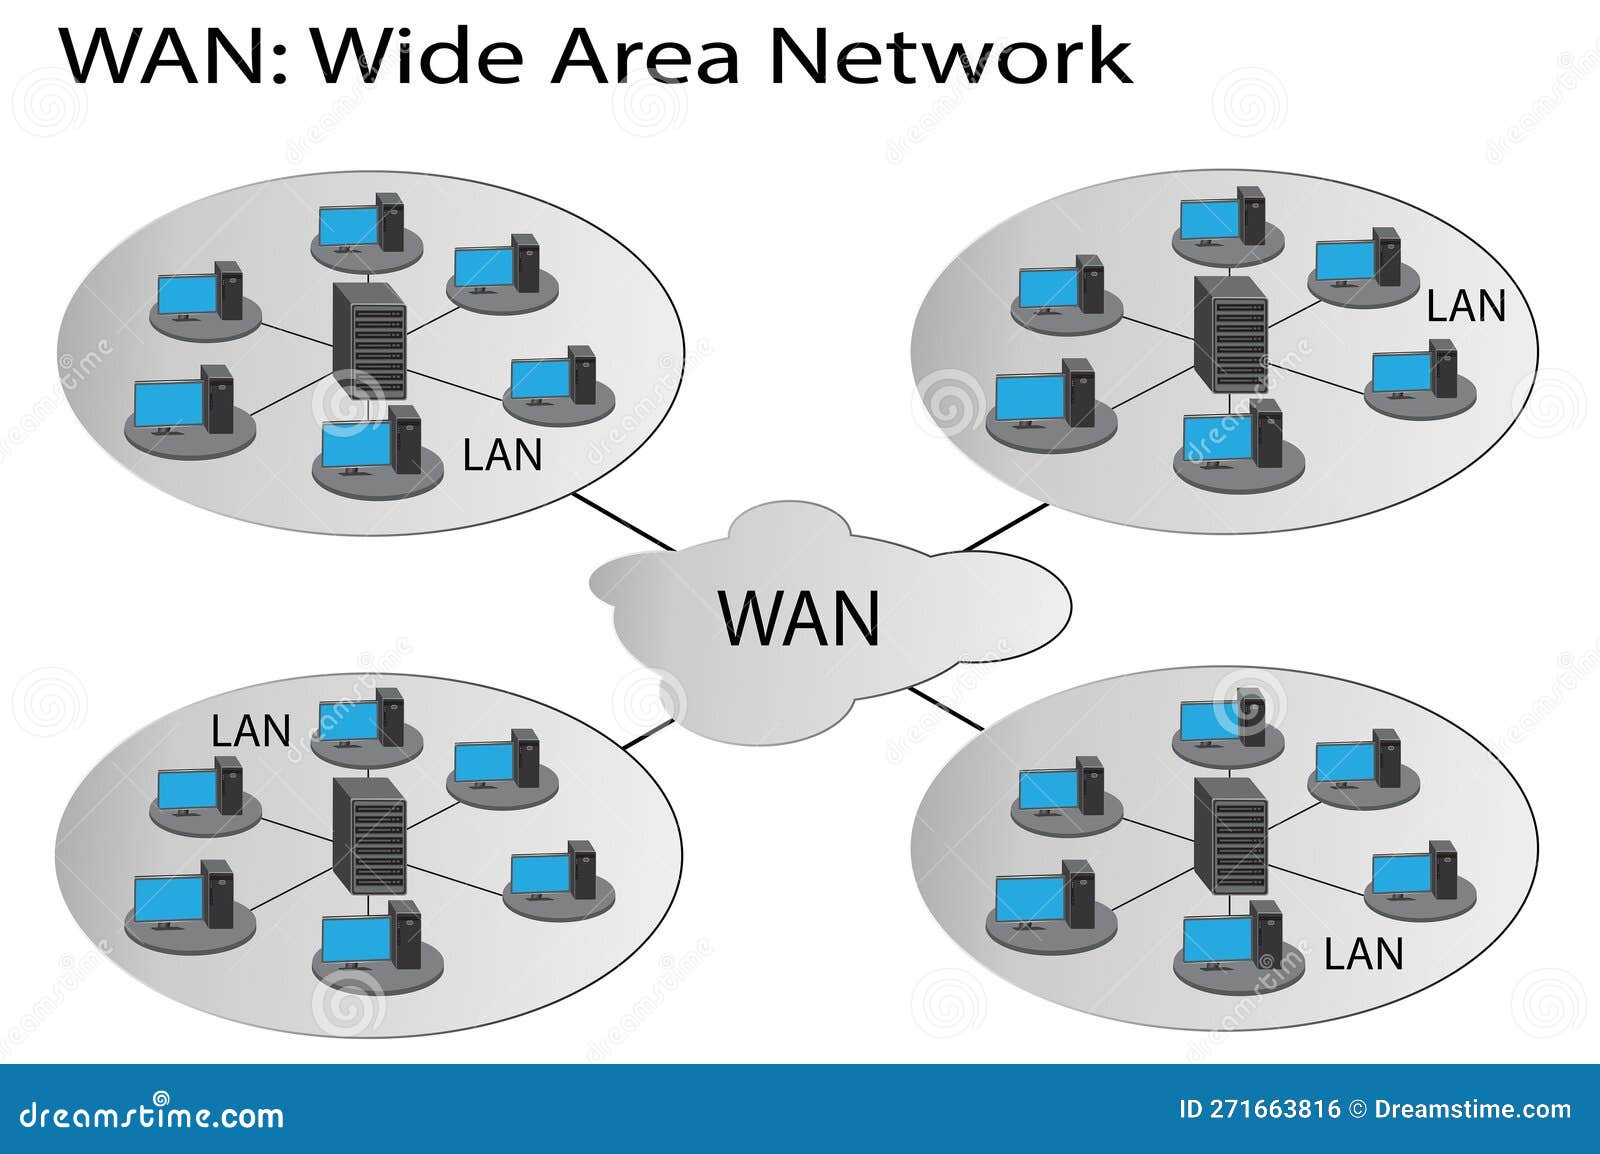 WAN: Wide Area Network
LAN
LAN
WAN
LAN
LAN
dreamstime.com
ID 271663816 © Dreamstime.com